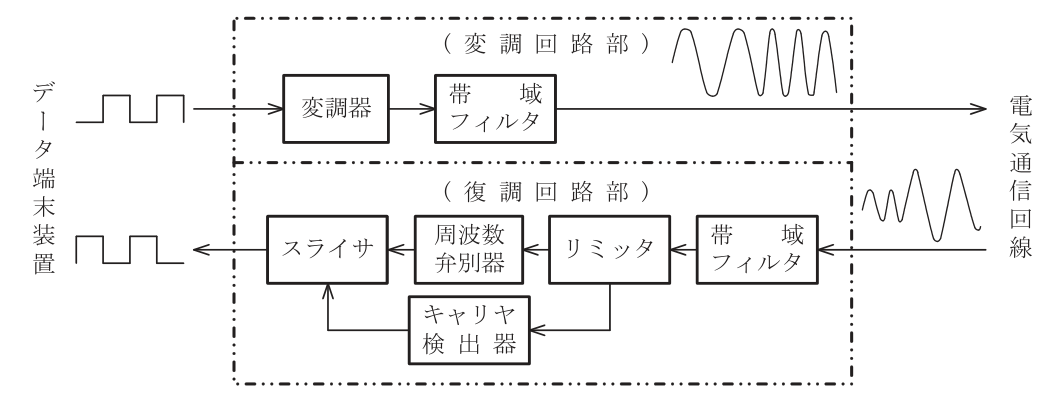 データ端末装置
(変調回路部)
変調器
帯域
フィルタ
電気通信回線
(復調回路部)
スライサ
周波数
弁別器
リミッタ
帯域
フィルタ
キャリヤ
検出器